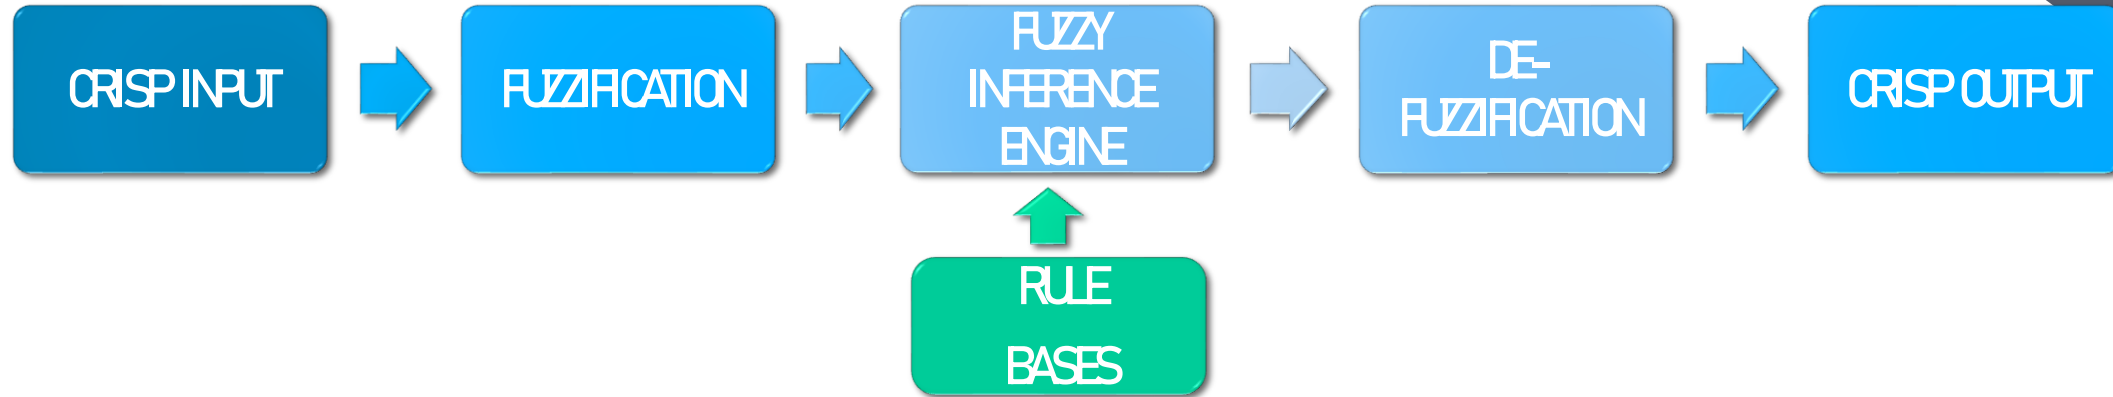 CRISP INPUT
FUZZIFICATION
FUZZY
INFERENCE
ENGINE
DE-
FUZZIFICATION
CRISP OUTPUT
RULE
BASES